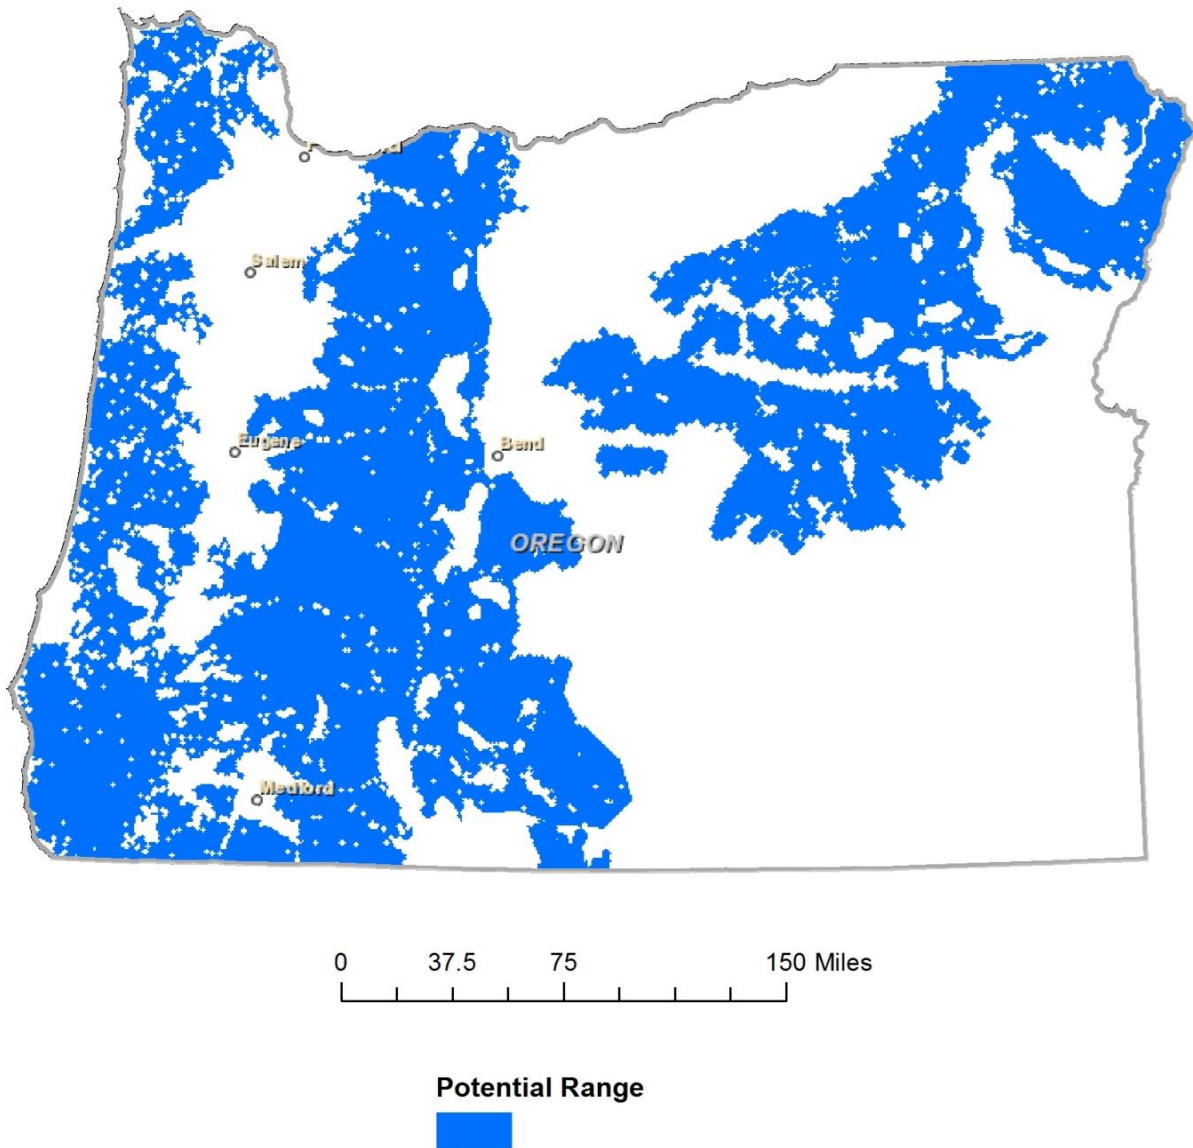 Salem
Eugene
Bend
OREGON
Medford
0 37.5 75 150 Miles
Potential Range